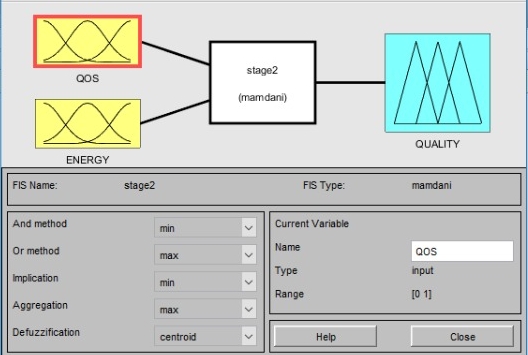 QOS
stage2
(mamdani)
ENERGY
QUALITY
FIS Name: stage2 FIS Type: mamdani
And method min
Or method max
Implication min
Aggregation max
Defuzzification centroid
Current Variable
Name QOS
Type input
Range [0 1]
Help Close